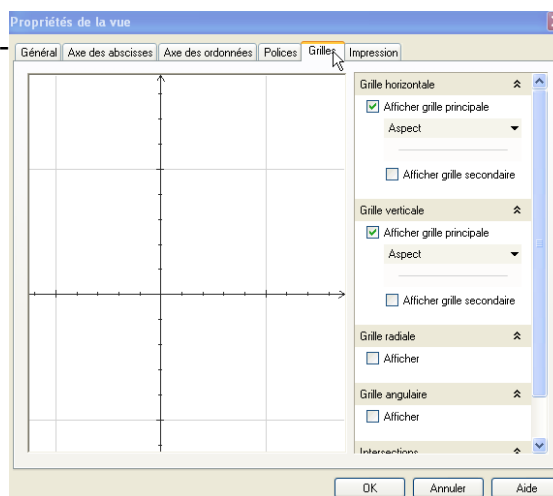 Propriétés de la vue
Général Axe des abscisses Axe des ordonnées Polices Grilles Impression
Grille horizontale
Afficher grille principale
Aspect
Afficher grille secondaire
Grille verticale
Afficher grille principale
Aspect
Afficher grille secondaire
Grille radiale
Afficher
Grille angulaire
Afficher
Intersections
OK Annuler Aide